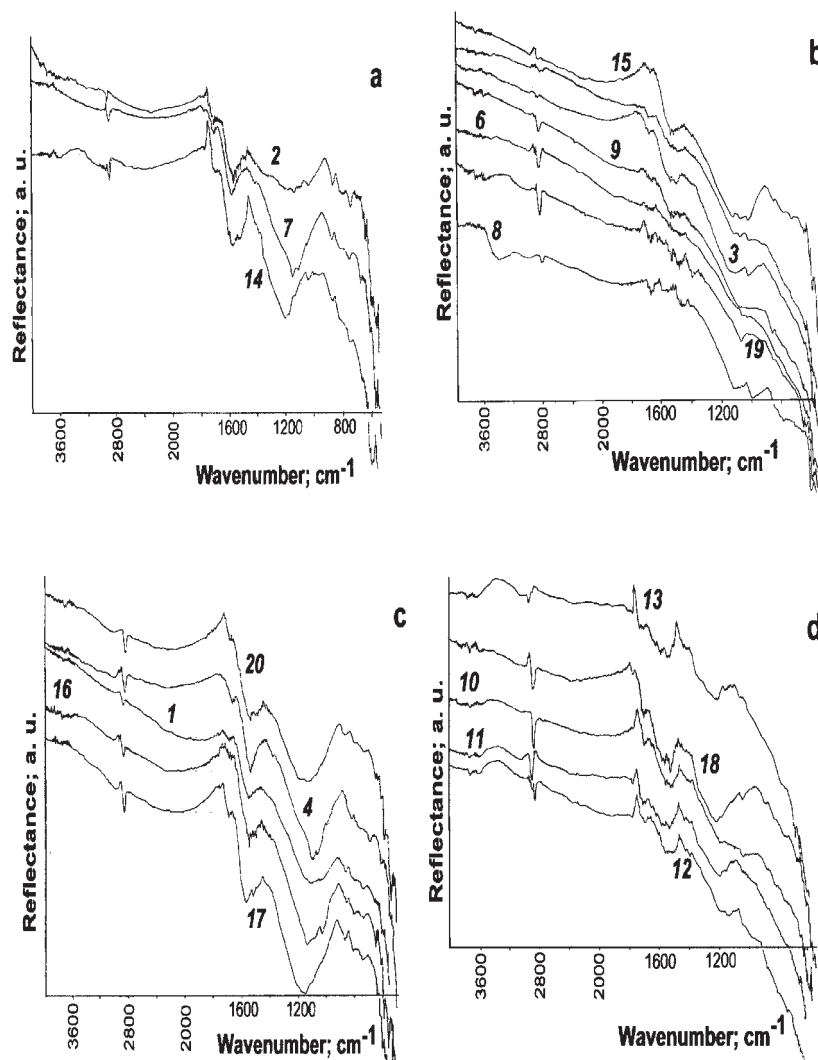 a
2
7
14
Reflectance; a. u.
3600 2800 2000 1600 1200 800
Wavenumber; cm-1
b
15
6
9
8
3
19
Reflectance; a. u.
3600 2800 2000 1600 1200
Wavenumber; cm-1
c
20
16
1
4
17
Reflectance; a. u.
3600 2800 2000 1600 1200
Wavenumber; cm-1
d
13
10
11
18
12
Reflectance; a. u.
3600 2800 2000 1600 1200
Wavenumber; cm-1